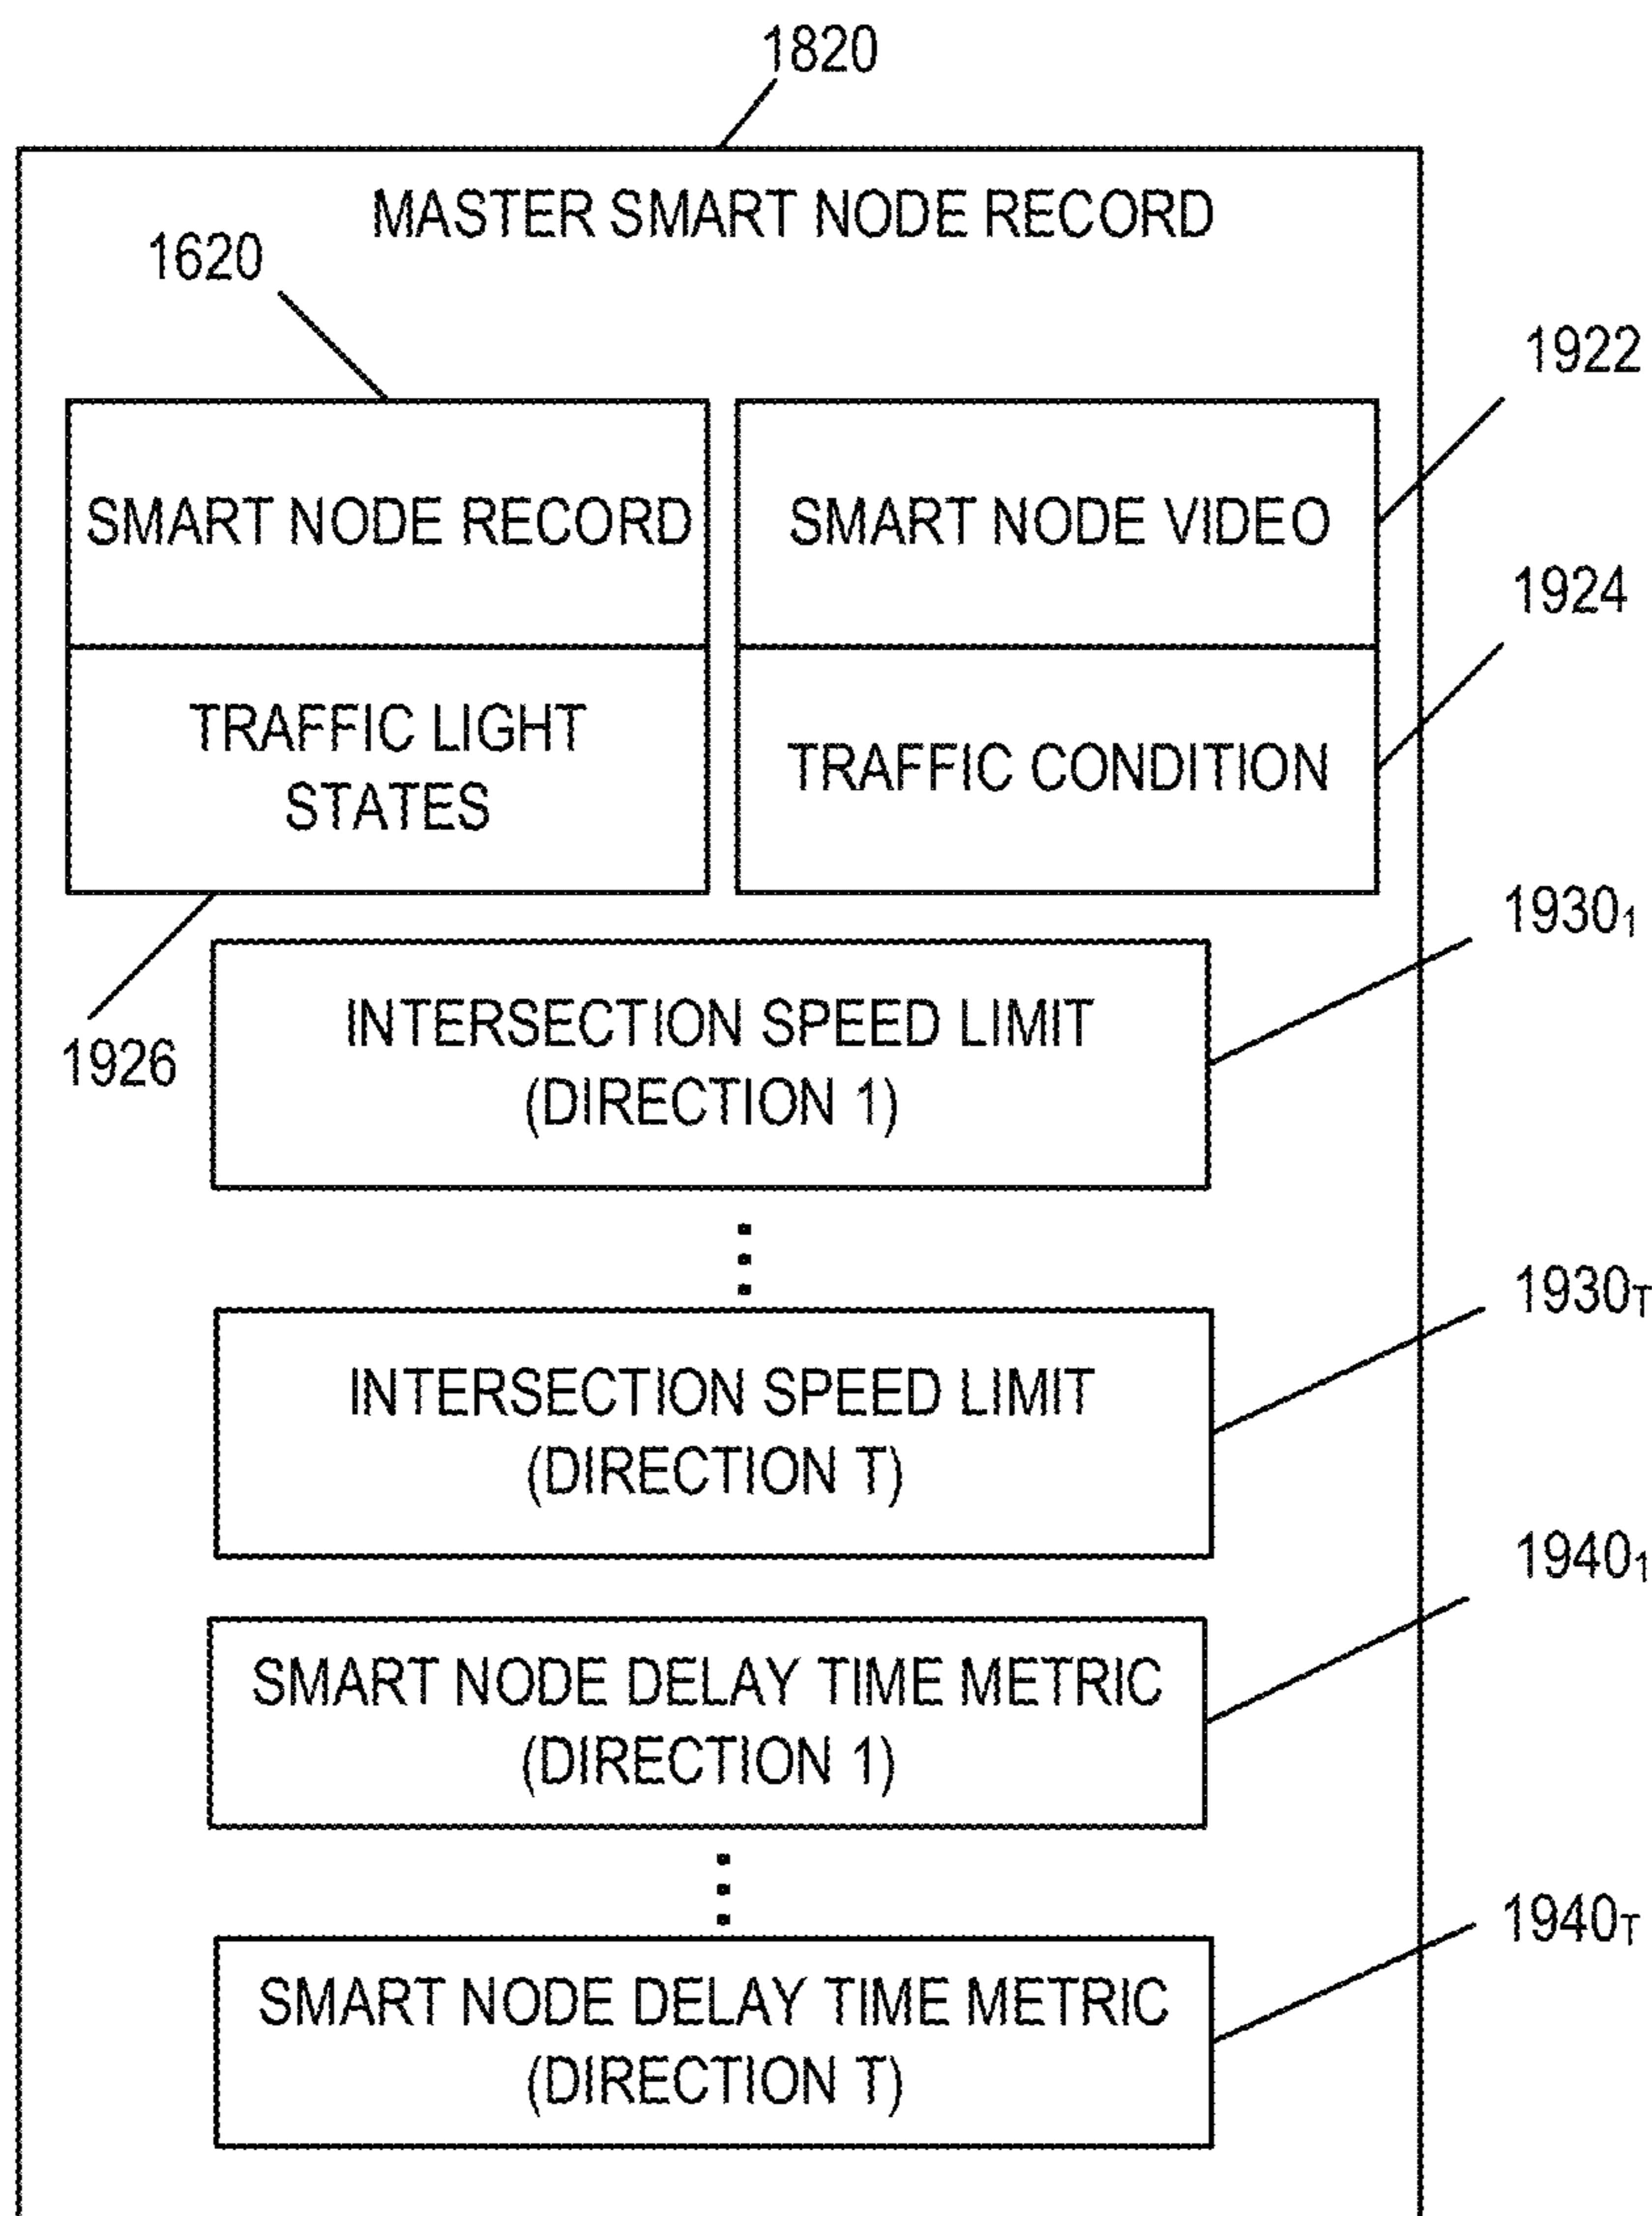 1820
MASTER SMART NODE RECORD
1620
1922
SMART NODE RECORD
SMART NODE VIDEO
1924
TRAFFIC LIGHT
STATES
TRAFFIC CONDITION
1930₁
INTERSECTION SPEED LIMIT
(DIRECTION 1)
1926
1930T
INTERSECTION SPEED LIMIT
(DIRECTION T)
1940₁
SMART NODE DELAY TIME METRIC
(DIRECTION 1)
1940T
SMART NODE DELAY TIME METRIC
(DIRECTION T)